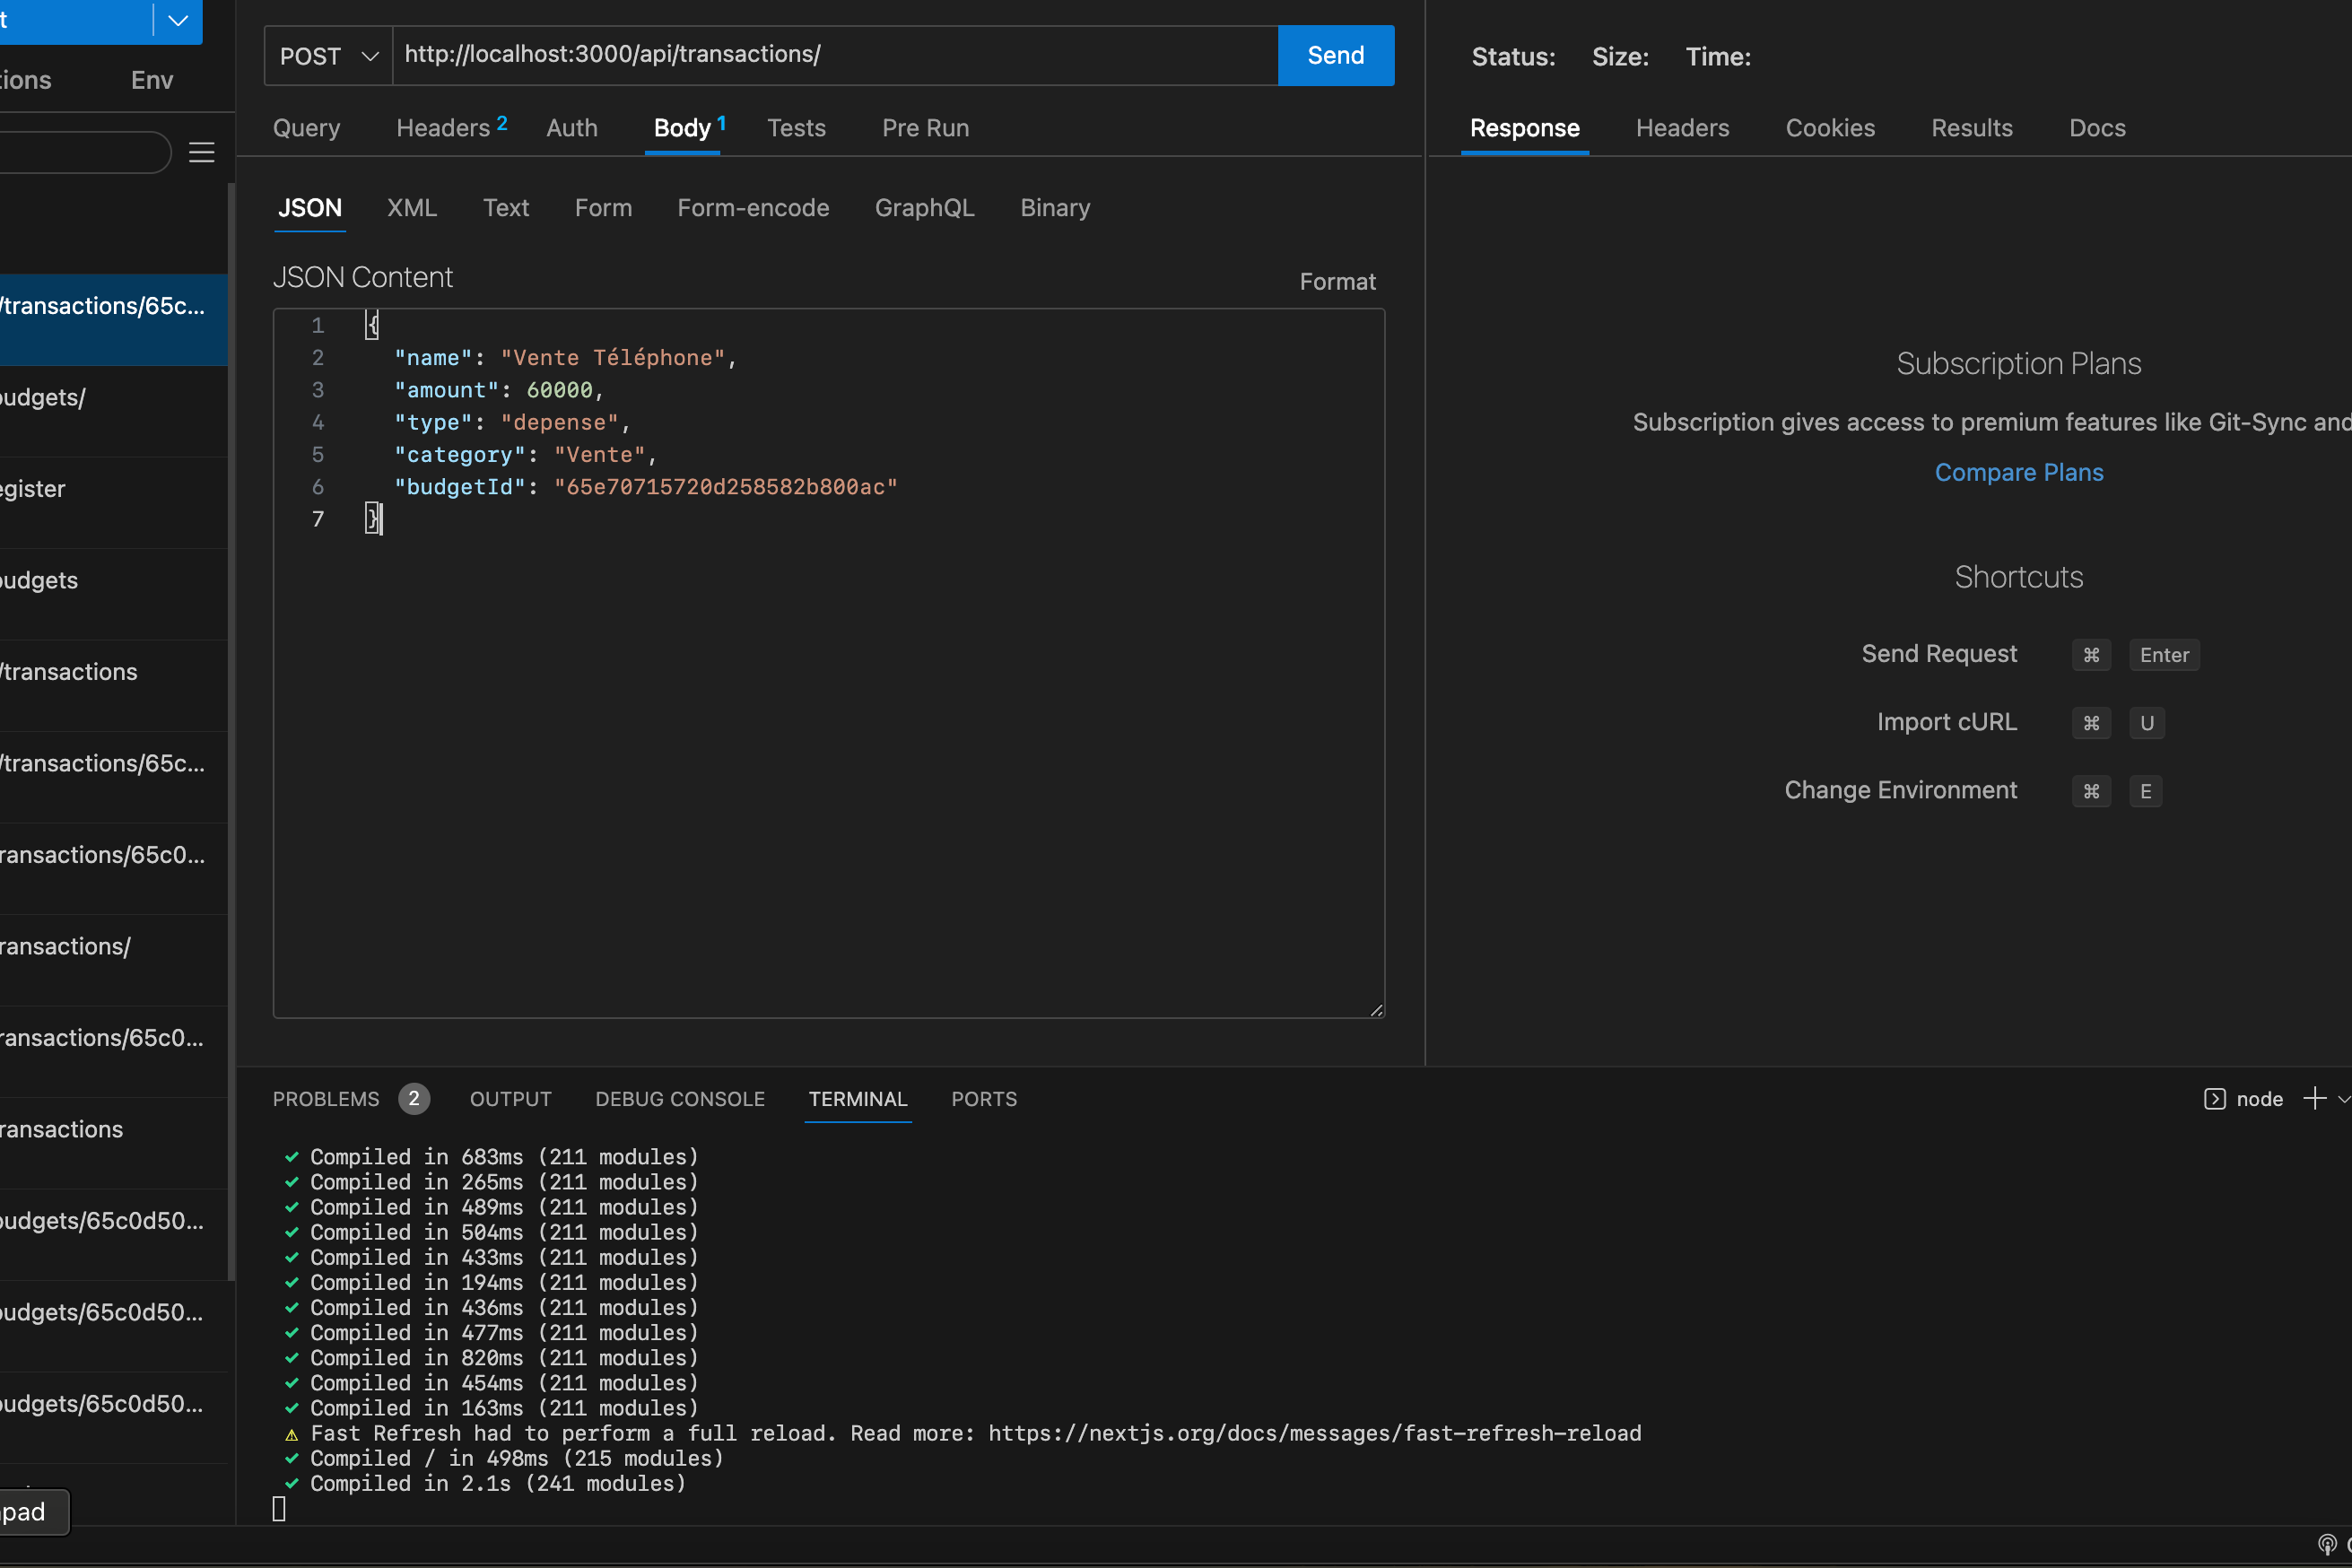 t
tions Env
/transactions/65c...
budgets/
egister
budgets
/transactions
/transactions/65c...
ransactions/65c0...
ransactions/
ransactions/65c0...
ransactions
budgets/65c0d50...
budgets/65c0d50...
budgets/65c0d50...
pad
POST http://localhost:3000/api/transactions/ Send
Query Headers 2 Auth Body 1 Tests Pre Run
JSON XML Text Form Form-encode GraphQL Binary
JSON Content Format
1 {
2 "name": "Vente Téléphone",
3 "amount": 60000,
4 "type": "depense",
5 "category": "Vente",
6 "budgetId": "65e70715720d258582b800ac"
7 }
Status: Size: Time:
Response Headers Cookies Results Docs
Subscription Plans
Subscription gives access to premium features like Git-Sync and
Compare Plans
Shortcuts
Send Request ⌘ Enter
Import cURL ⌘ U
Change Environment ⌘ E
PROBLEMS 2 OUTPUT DEBUG CONSOLE TERMINAL PORTS node
✓ Compiled in 683ms (211 modules)
✓ Compiled in 265ms (211 modules)
✓ Compiled in 489ms (211 modules)
✓ Compiled in 504ms (211 modules)
✓ Compiled in 433ms (211 modules)
✓ Compiled in 194ms (211 modules)
✓ Compiled in 436ms (211 modules)
✓ Compiled in 477ms (211 modules)
✓ Compiled in 820ms (211 modules)
✓ Compiled in 454ms (211 modules)
✓ Compiled in 163ms (211 modules)
⚠ Fast Refresh had to perform a full reload. Read more: https://nextjs.org/docs/messages/fast-refresh-reload
✓ Compiled / in 498ms (215 modules)
✓ Compiled in 2.1s (241 modules)